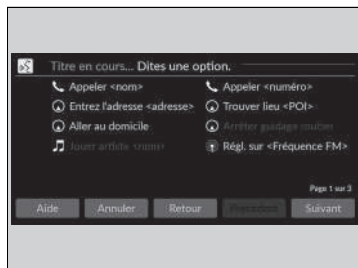 Titre en cours... Dites une option.
Appeler <nom>
Appeler <numéro>
Entrez l'adresse <adresse>
Trouver lieu <POI>
Aller au domicile
Arrêter guidage routier
Jouer artiste <nom>
Régl. sur <Fréquence FM>
Page 1 sur 3
Aide
Annuler
Retour
Précédent
Suivant